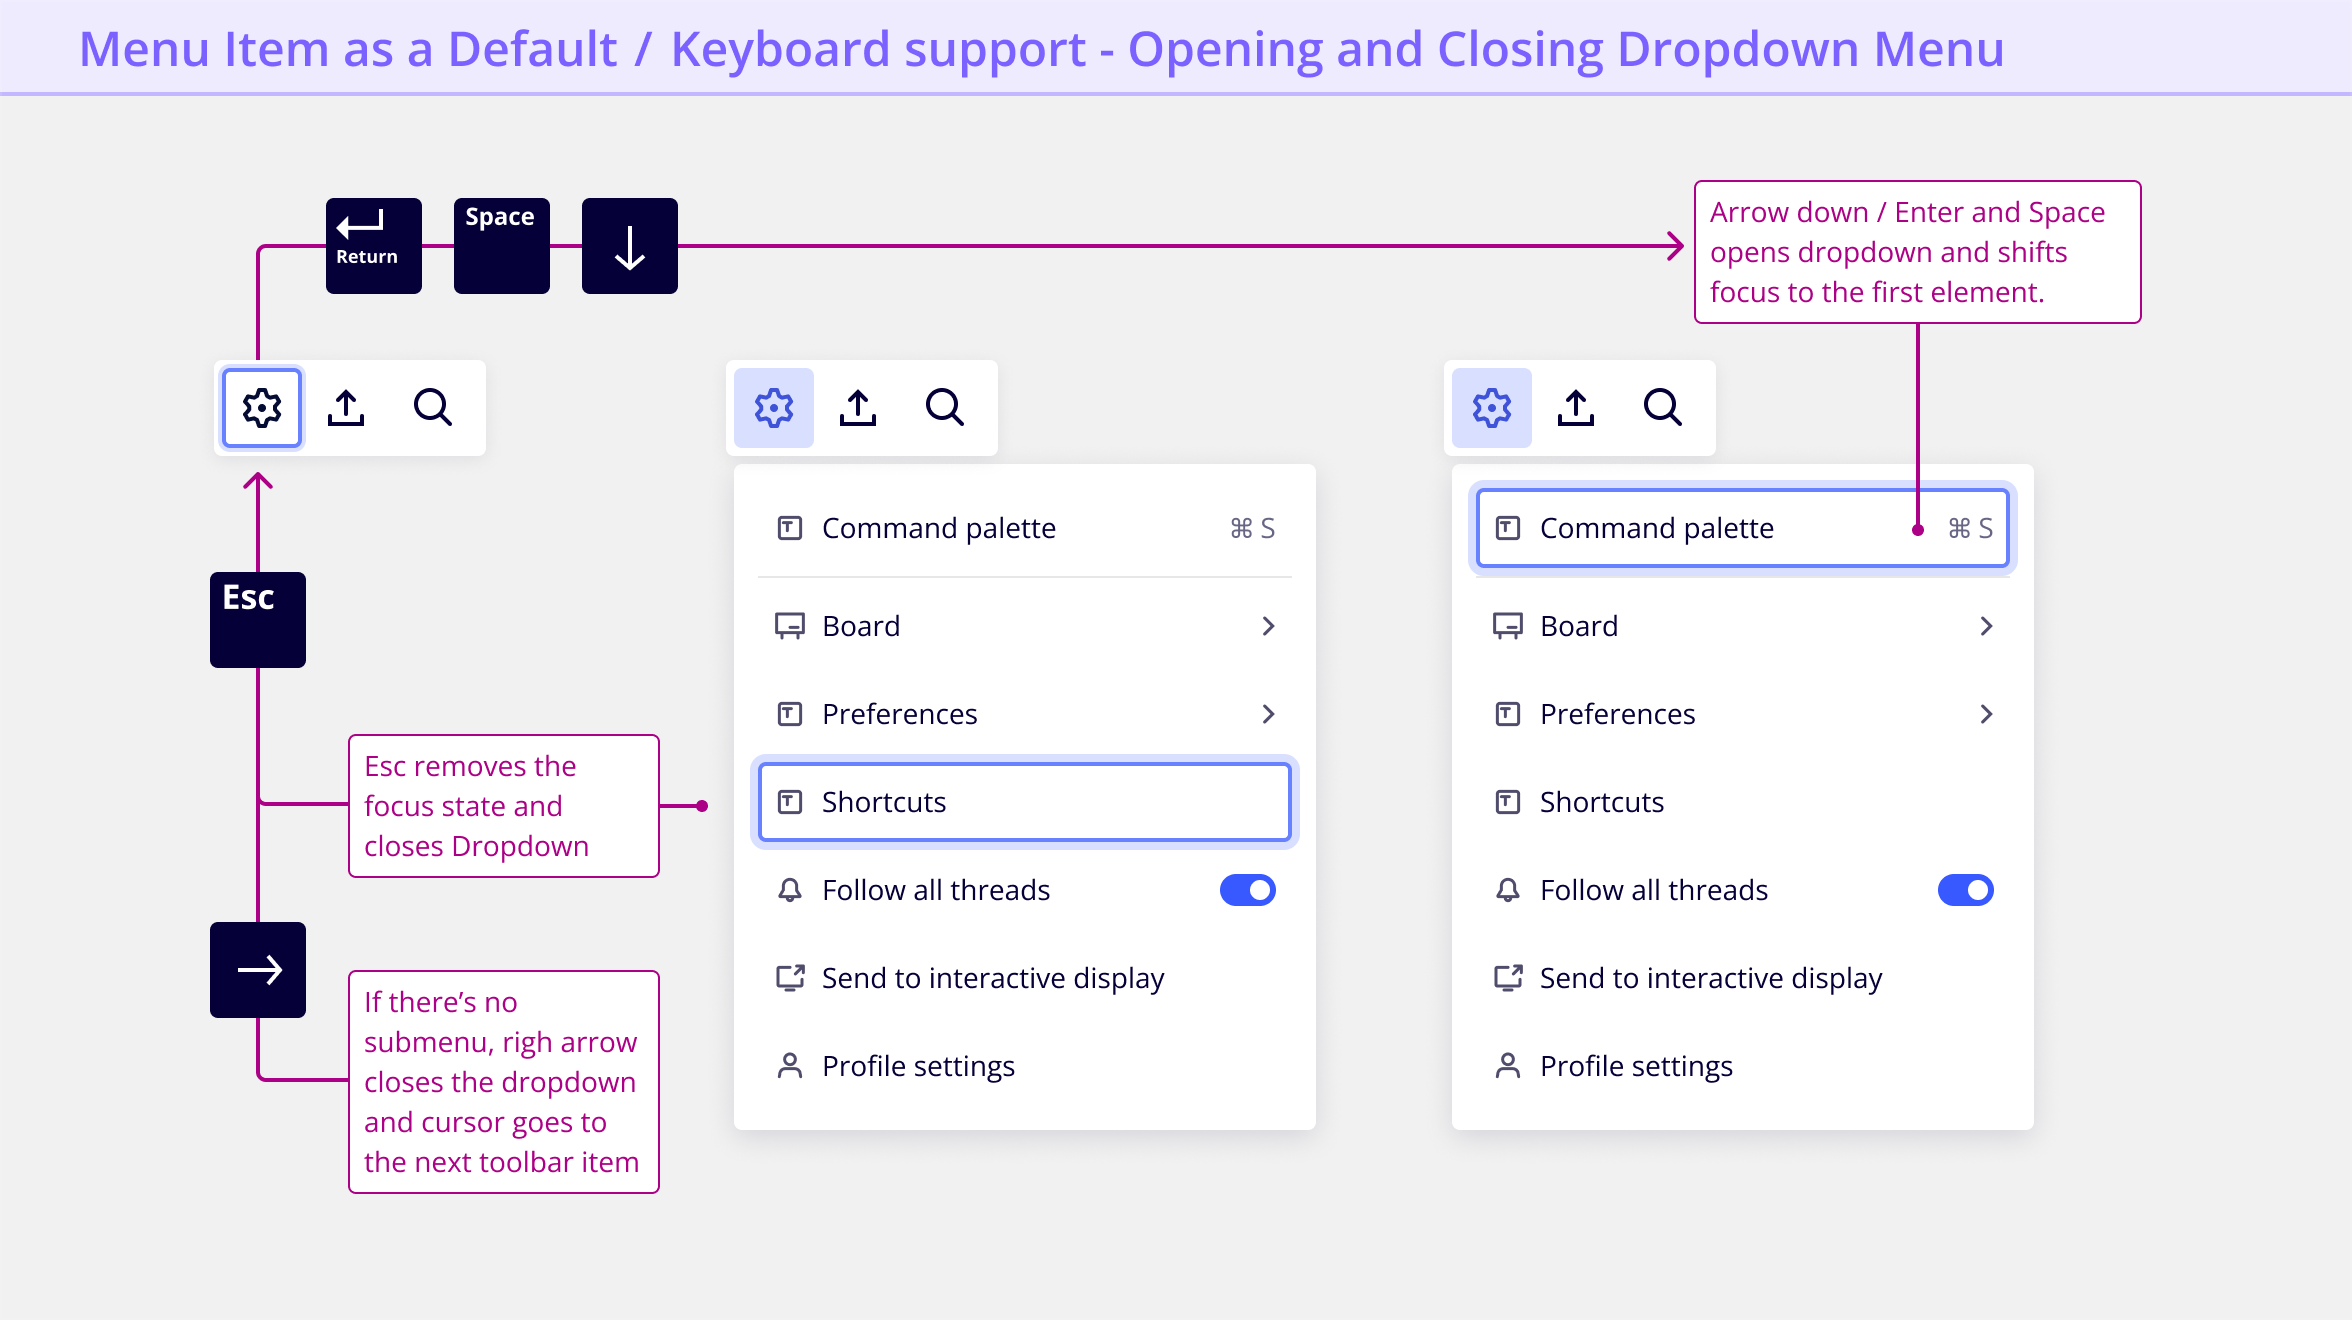 Menu Item as a Default / Keyboard support - Opening and Closing Dropdown Menu
Return
Space
Arrow down / Enter and Space
opens dropdown and shifts
focus to the first element.
Esc
Esc removes the
focus state and
closes Dropdown
If there’s no
submenu, righ arrow
closes the dropdown
and cursor goes to
the next toolbar item
Command palette ⌘ S
Board
Preferences
Shortcuts
Follow all threads
Send to interactive display
Profile settings
Command palette ⌘ S
Board
Preferences
Shortcuts
Follow all threads
Send to interactive display
Profile settings